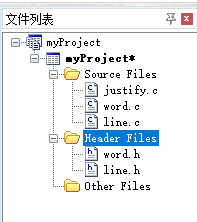 文件列表
myProject
myProject*
Source Files
justify.c
word.c
line.c
Header Files
word.h
line.h
Other Files